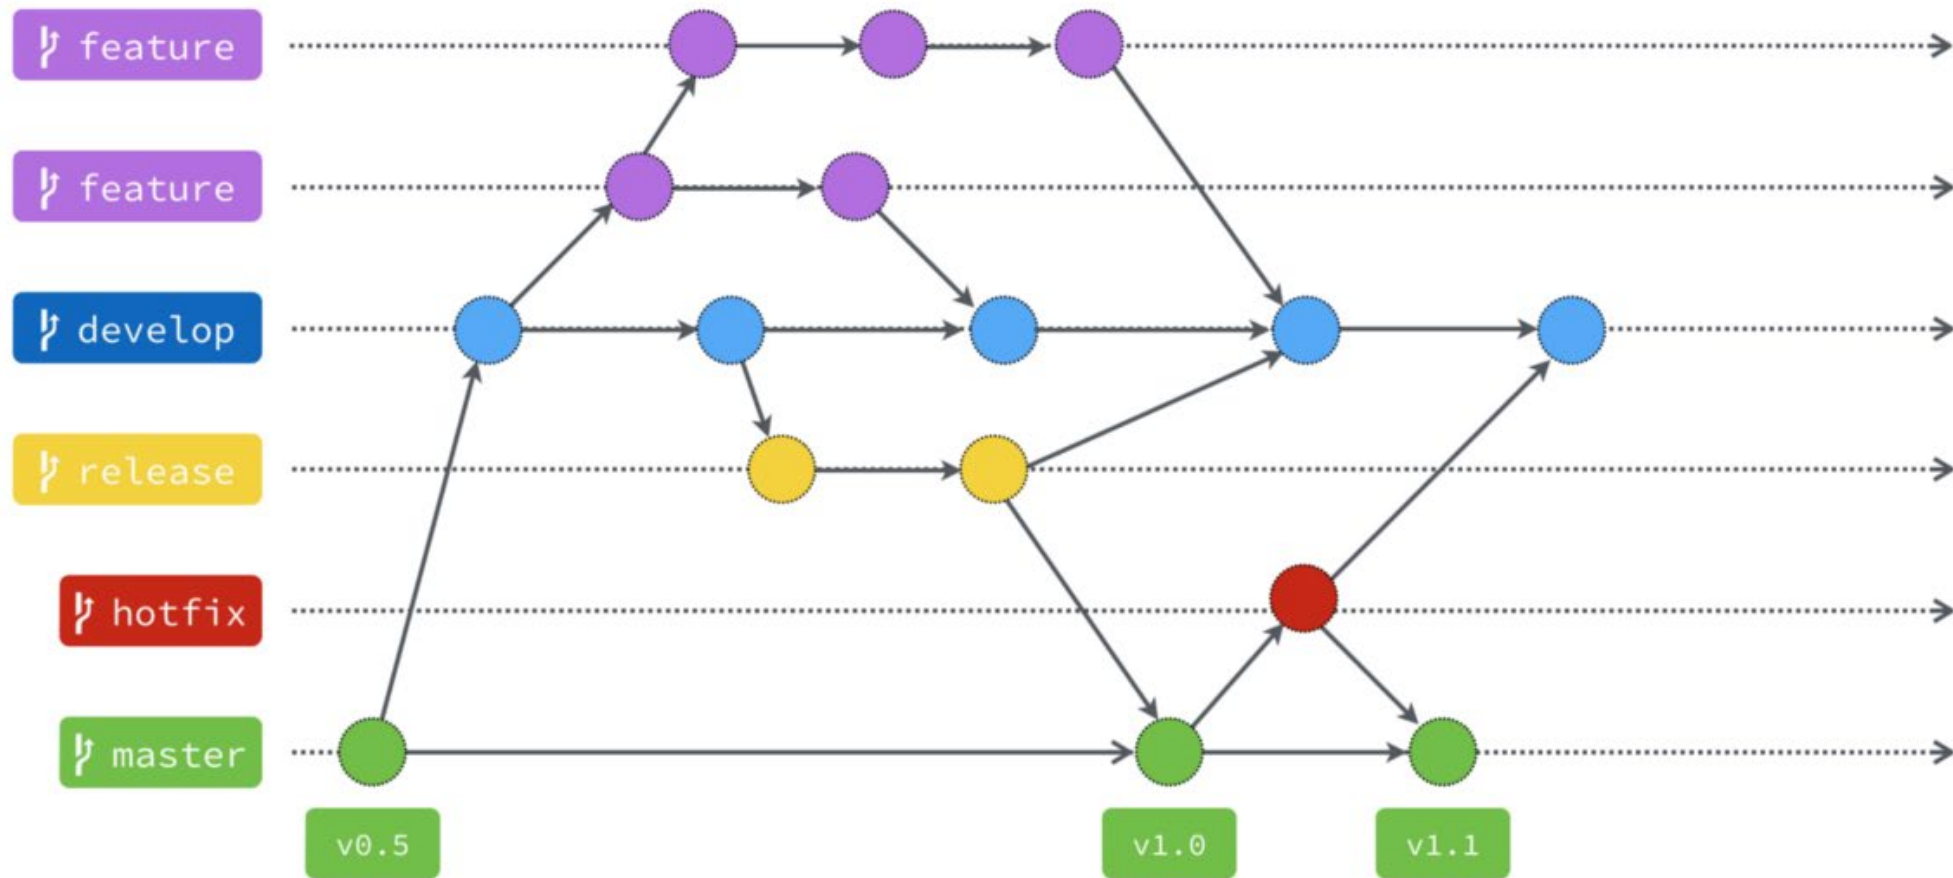 feature
feature
develop
release
hotfix
master
v0.5
v1.0
v1.1